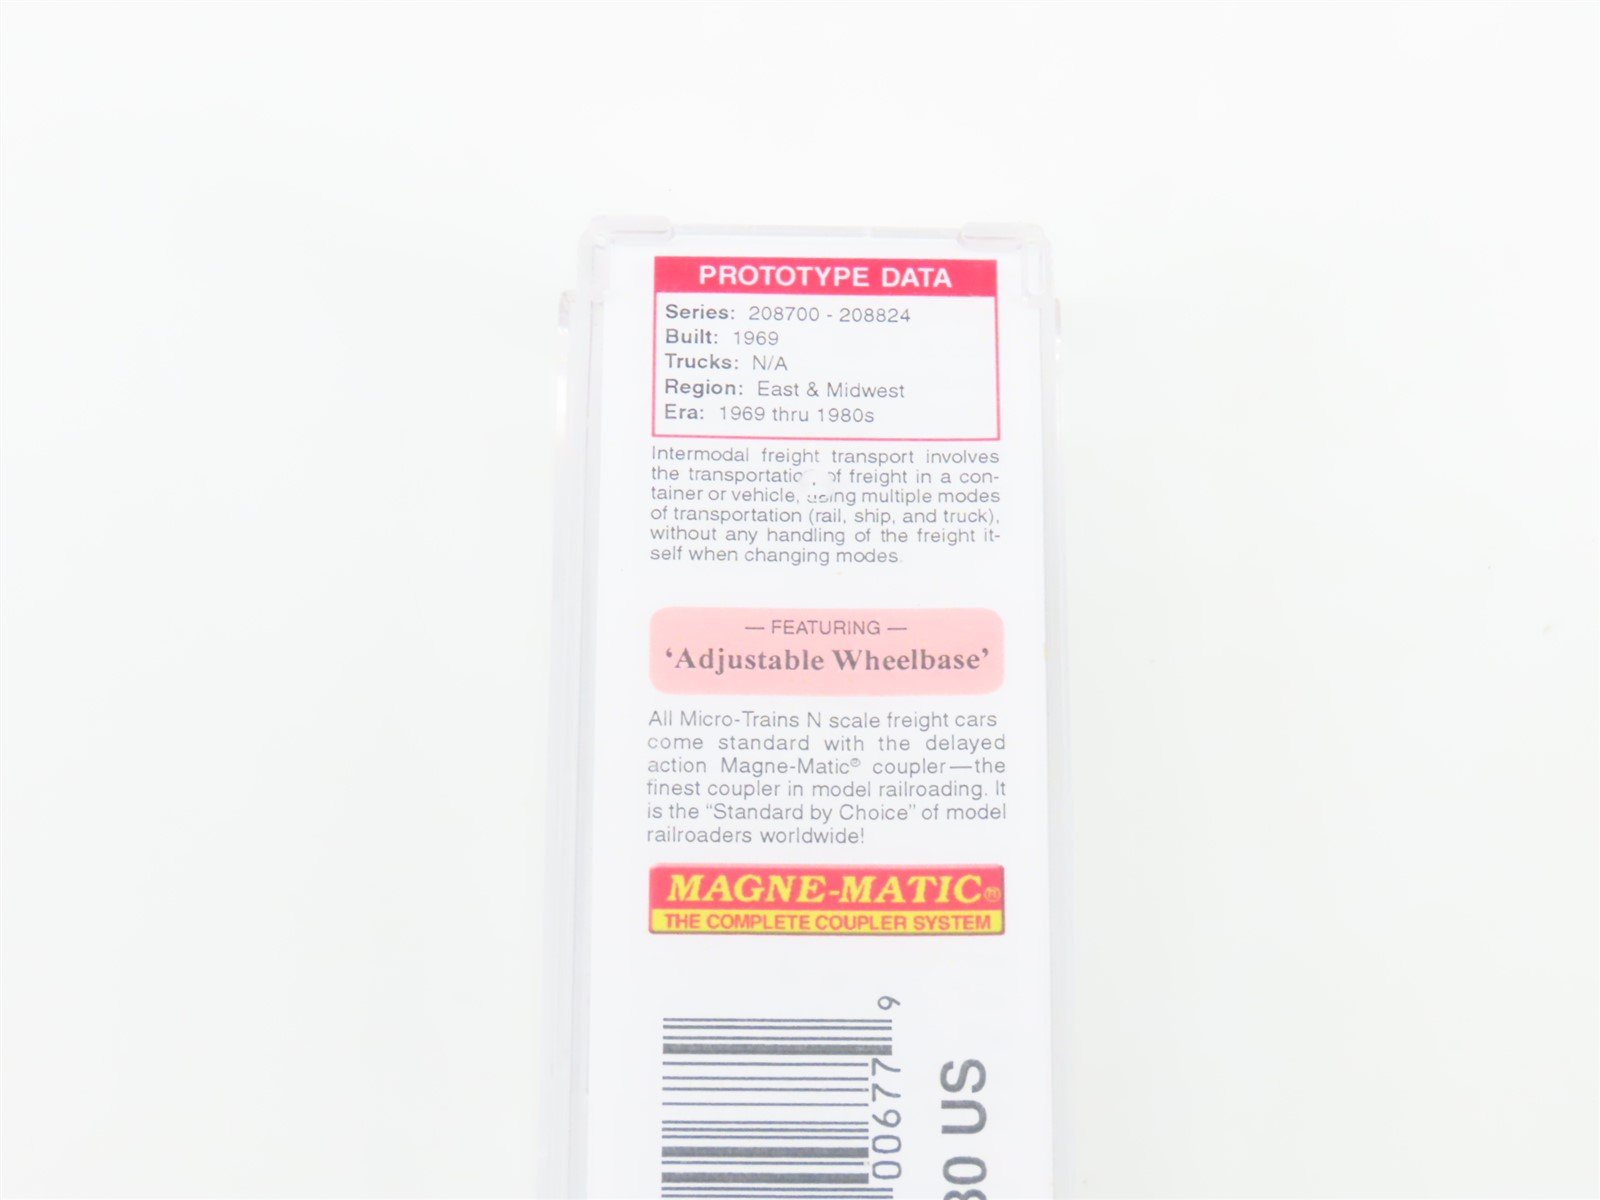 PROTOTYPE DATA
Series: 208700 - 208824
Built: 1969
Trucks: N/A
Region: East & Midwest
Era: 1969 thru 1980s
Intermodal freight transport involves
the of freight in a con-
tainer or vehicle, multiple modes
of transportation (rail, ship, and truck),
without any handling of the freight it-
self when changing modes.
— FEATURING —
‘Adjustable Wheelbase’
All Micro-Trains N scale freight cars
come standard with the delayed
action Magne-Matic® coupler—the
finest coupler in model railroading. It
is the “Standard by Choice” of model
railroaders worldwide!
MAGNE-MATIC®
THE COMPLETE COUPLER SYSTEM
00677 9
US